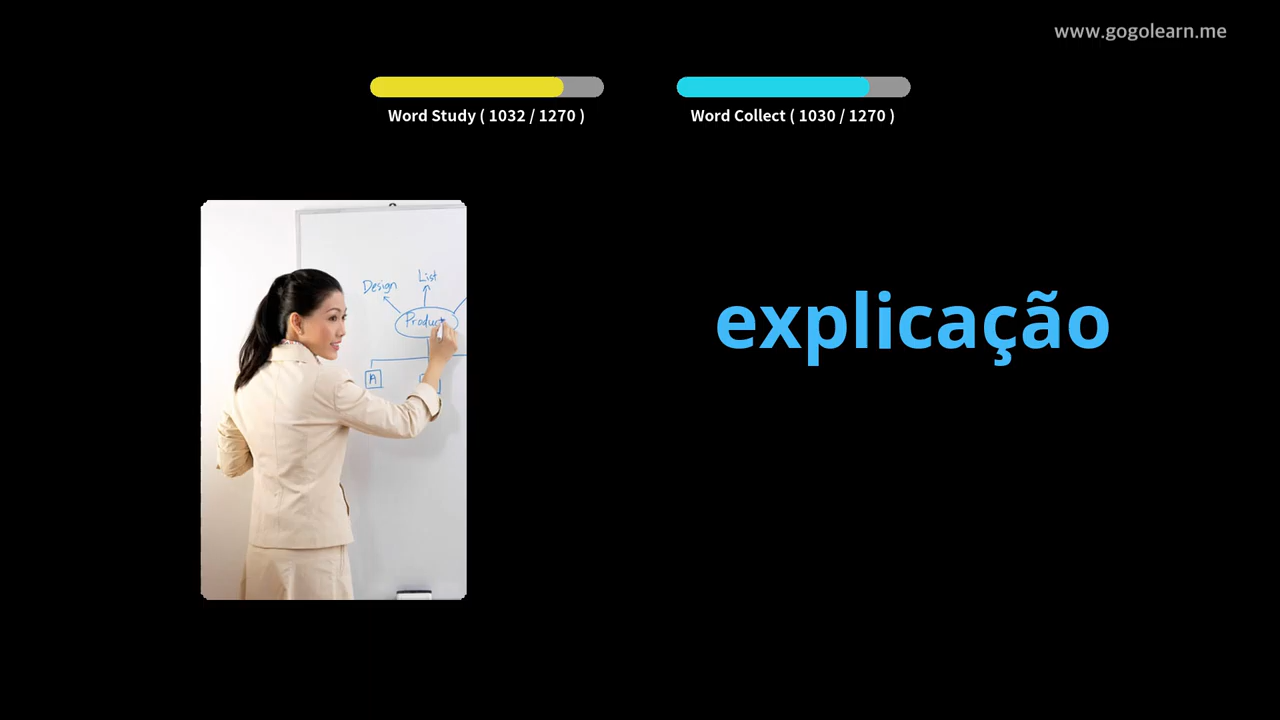 www.gogolearn.me
Word Study ( 1032 / 1270 )
Word Collect ( 1030 / 1270 )
List
Design
Product
A
explicação